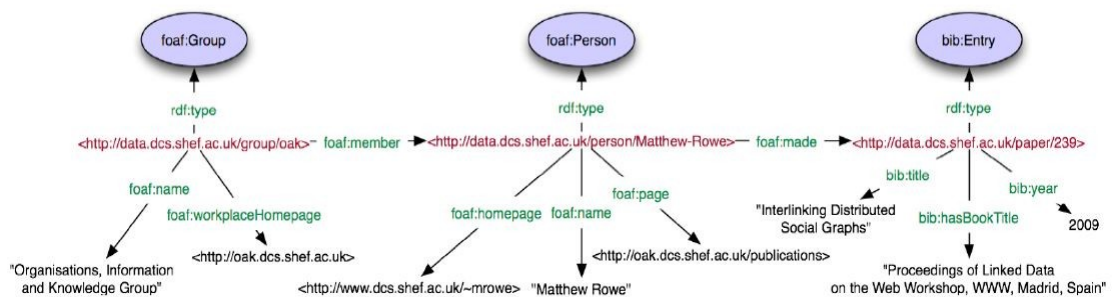 foaf:Group
foaf:Person
bib:Entry
rdf:type
rdf:type
rdf:type
<http://data.dcs.shef.ac.uk/group/oak>
foaf:member
<http://data.dcs.shef.ac.uk/person/Matthew-Rowe>
foaf:made
<http://data.dcs.shef.ac.uk/paper/239>
foaf:name
foaf:workplaceHomepage
foaf:homepage
foaf:name
foaf:page
bib:title
bib:hasBookTitle
bib:year
"Organisations, Information
and Knowledge Group"
<http://oak.dcs.shef.ac.uk>
<http://www.dcs.shef.ac.uk/~mrowe>
"Matthew Rowe"
<http://oak.dcs.shef.ac.uk/publications>
"Interlinking Distributed
Social Graphs"
"Proceedings of Linked Data
on the Web Workshop, WWW, Madrid, Spain"
2009